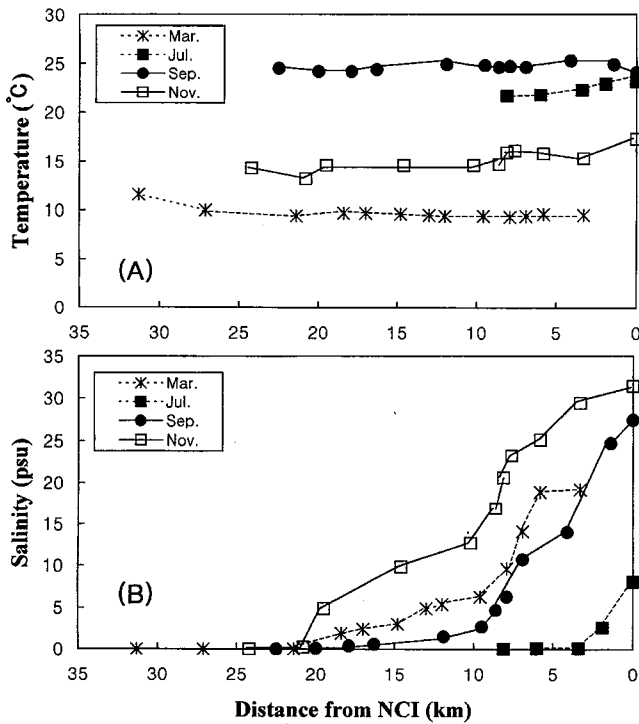 30
25
20
15
10
5
0
Temperature (°C)
Mar.
Jul.
Sep.
Nov.
(A)
35 30 25 20 15 10 5 0
35
30
25
20
15
10
5
0
Salinity (psu)
Mar.
Jul.
Sep.
Nov.
(B)
35 30 25 20 15 10 5 0
Distance from NCI (km)